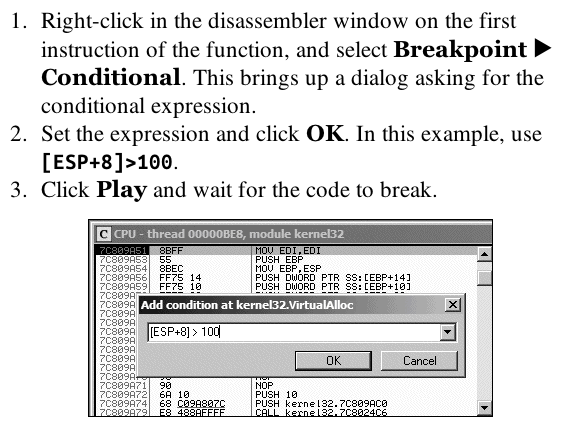 1. Right-click in the disassembler window on the first
instruction of the function, and select Breakpoint ▶
Conditional. This brings up a dialog asking for the
conditional expression.
2. Set the expression and click OK. In this example, use
[ESP+8]>100.
3. Click Play and wait for the code to break.
C CPU - thread 00000BE8, module kernel32
7C809A51 8BFF MOV EDI,EDI
7C809A53 55 PUSH EBP
7C809A54 8BEC MOV EBP,ESP
7C809A56 FF75 14 PUSH DWORD PTR SS:[EBP+14]
7C809A59 FF75 10 PUSH DWORD PTR SS:[EBP+10]
Add condition at kernel32.VirtualAlloc
[ESP+8] > 100
OK Cancel
7C809A71 90 NOP
7C809A72 6A 10 PUSH 10
7C809A74 68 C09A807C PUSH kernel32.7C809AC0
7C809A79 E8 488AFFFF CALL kernel32.7C8024C6